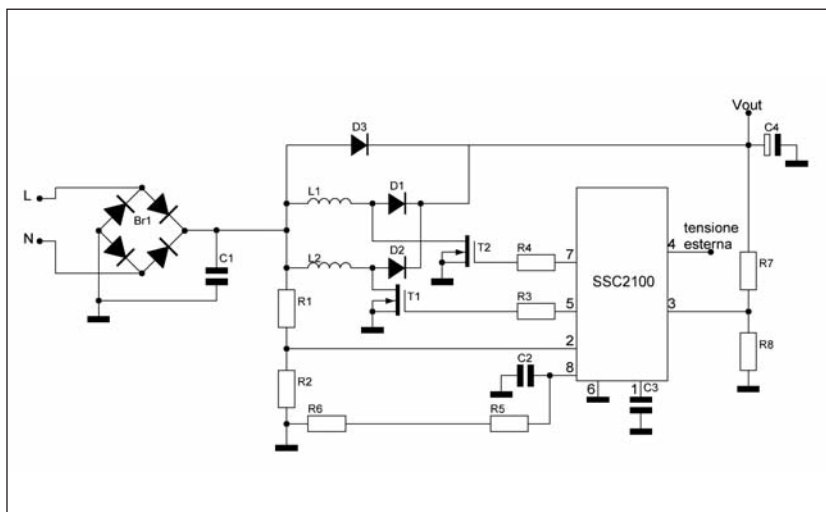 Vout
C4
D3
L1
D1
L
Br1
N
T2
R4
7
4
tensione
esterna
C1
L2
D2
R7
SSC2100
T1
R3
5
3
R1
2
R8
C2
8
R2
6
1
C3
R6
R5